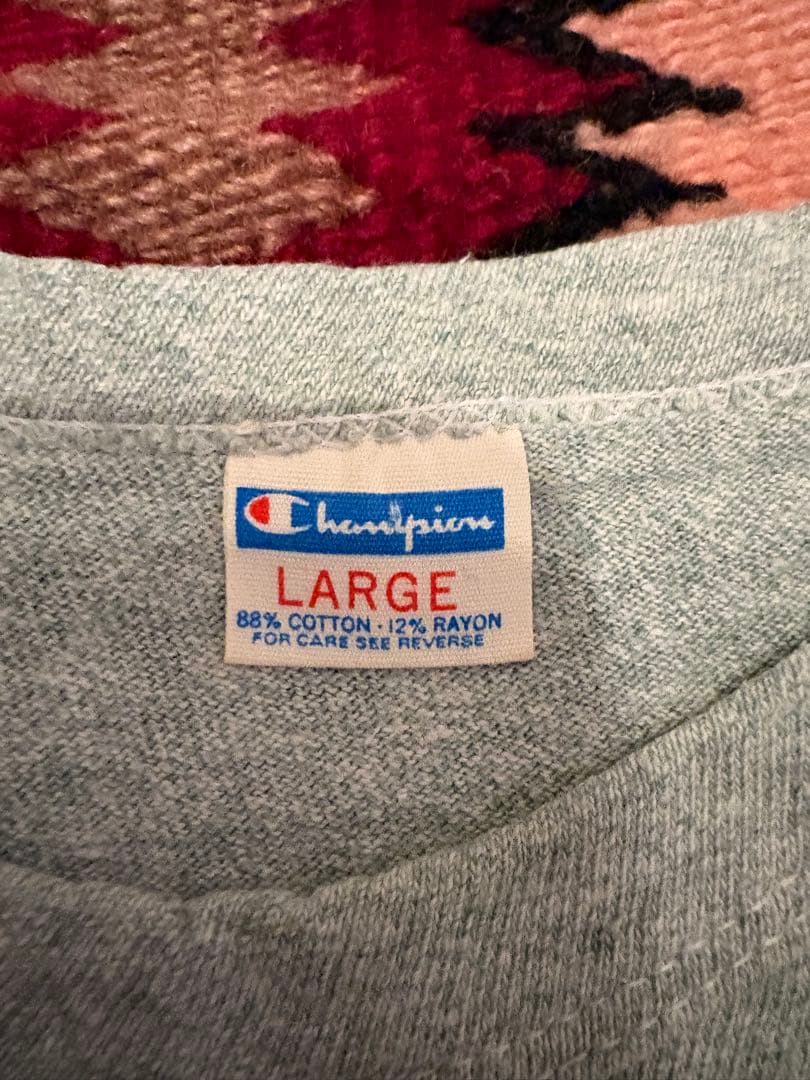 Champion
LARGE
88% COTTON · 12% RAYON
FOR CARE SEE REVERSE